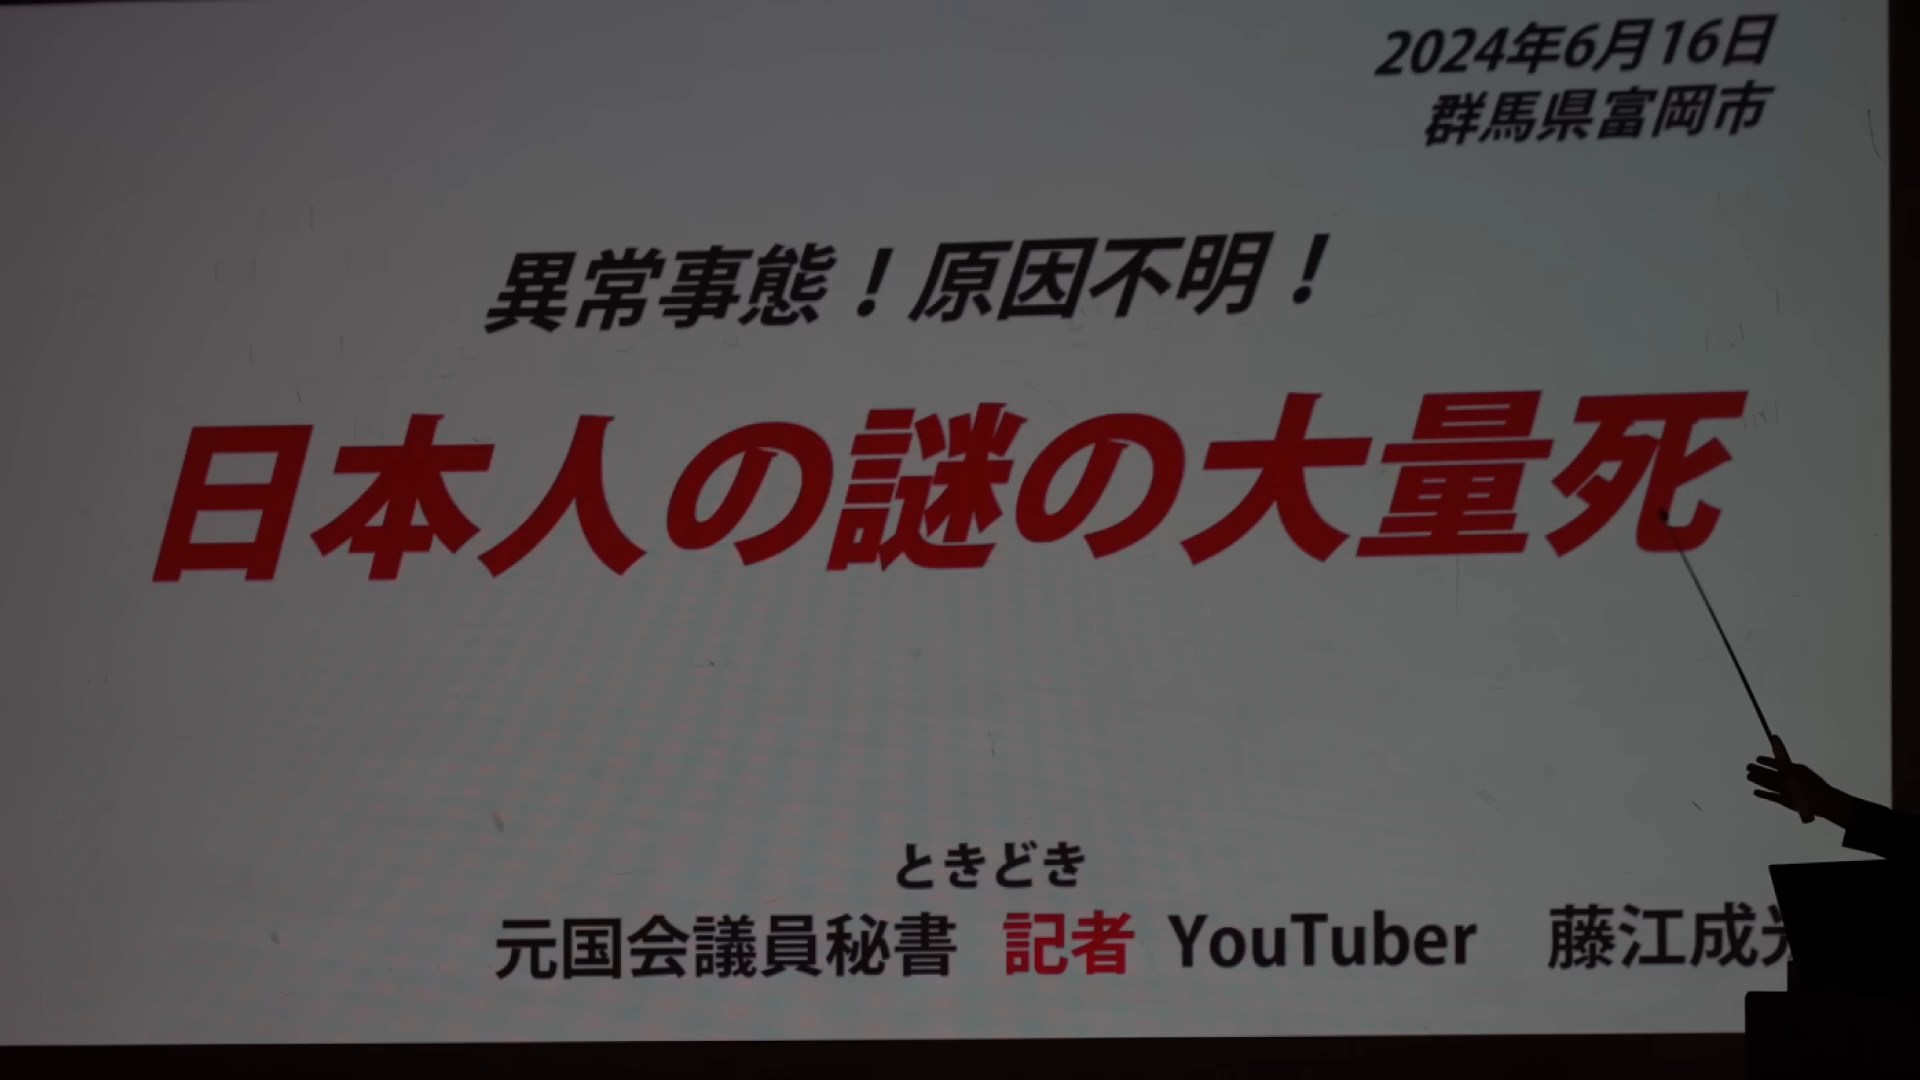 2024年6月16日
群馬県富岡市
異常事態！原因不明！
日本人の謎の大量死
ときどき
元国会議員秘書 記者 YouTuber 藤江成